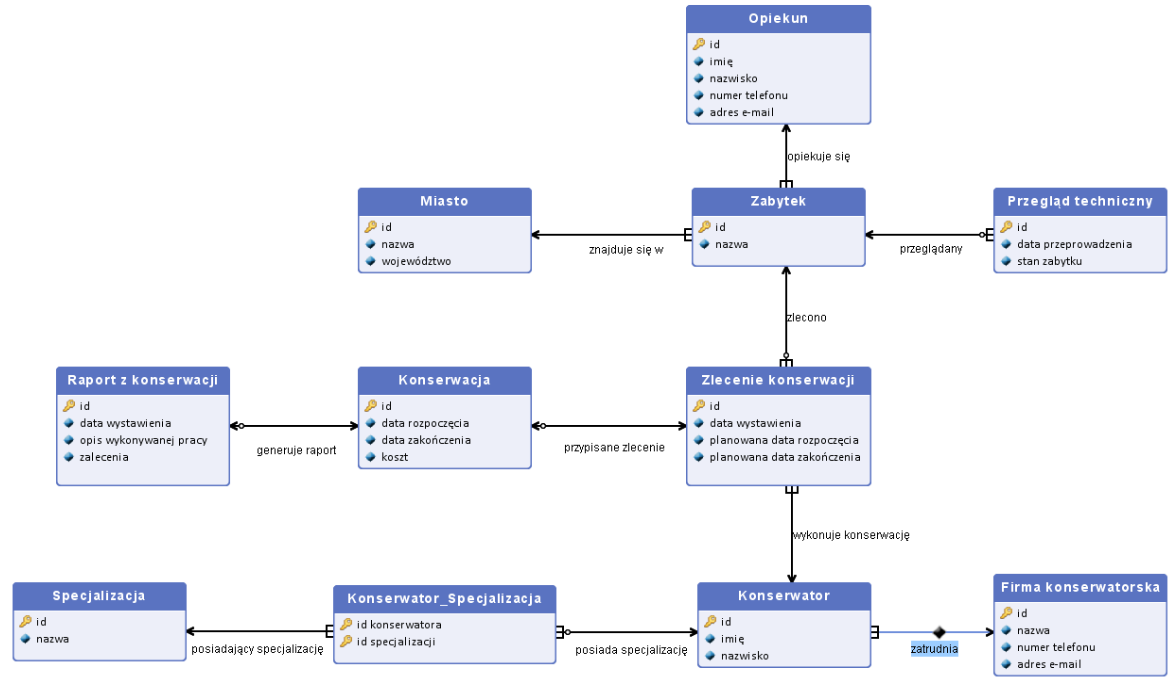 Opiekun
id
imię
nazwisko
numer telefonu
adres e-mail
opiekuje się
Miasto
id
nazwa
województwo
znajduje się w
Zabytek
id
nazwa
przeglądany
Przegląd techniczny
id
data przeprowadzenia
stan zabytku
zlecono
Raport z konserwacji
id
data wystawienia
opis wykonywanej pracy
zalecenia
generuje raport
Konserwacja
id
data rozpoczęcia
data zakończenia
koszt
przypisane zlecenie
Zlecenie konserwacji
id
data wystawienia
planowana data rozpoczęcia
planowana data zakończenia
wykonuje konserwację
Specjalizacja
id
nazwa
posiadający specjalizację
Konserwator_Specjalizacja
id konserwatora
id specjalizacji
posiada specjalizację
Konserwator
id
imię
nazwisko
zatrudnia
Firma konserwatorska
id
nazwa
numer telefonu
adres e-mail